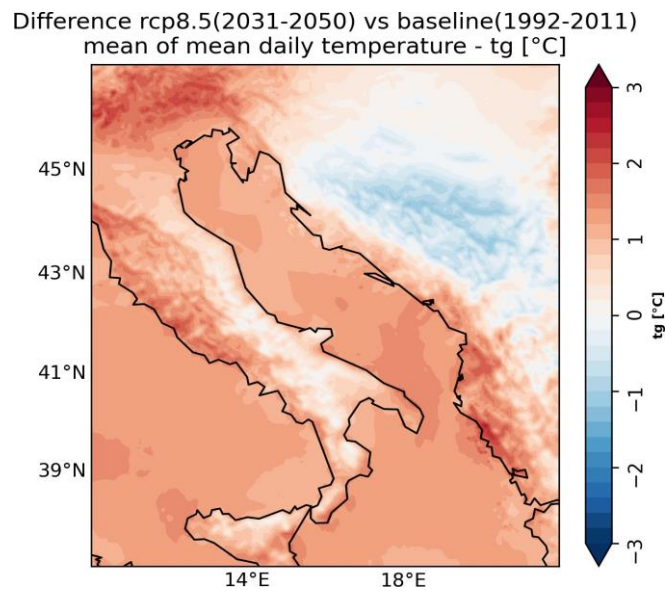 Difference rcp8.5(2031-2050) vs baseline(1992-2011)
mean of mean daily temperature - tg [°C]
45°N
43°N
41°N
39°N
14°E
18°E
3
2
1
0
−1
−2
−3
tg [°C]